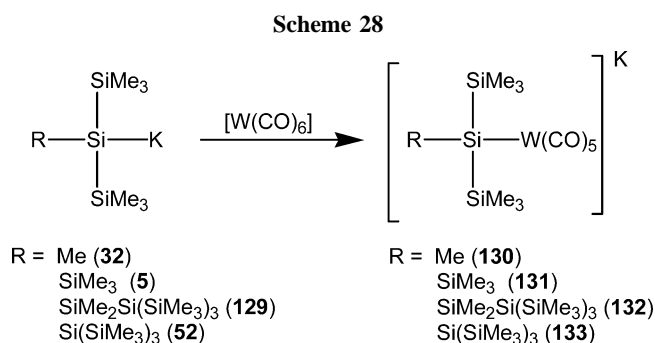 Scheme 28
SiMe3
R—Si—K
SiMe3
[W(CO)6]
SiMe3
R—Si—W(CO)5
SiMe3
K
R = Me (32)
SiMe3 (5)
SiMe2Si(SiMe3)3 (129)
Si(SiMe3)3 (52)
R = Me (130)
SiMe3 (131)
SiMe2Si(SiMe3)3 (132)
Si(SiMe3)3 (133)